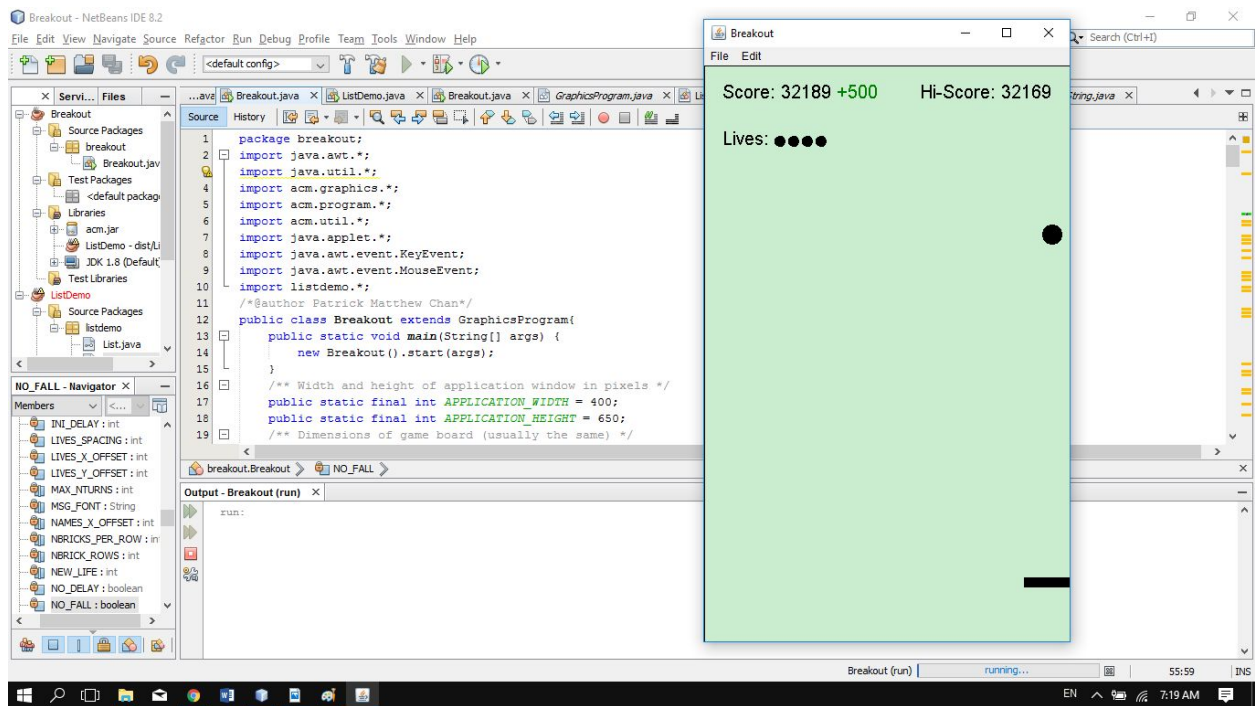 Breakout - NetBeans IDE 8.2
File Edit View Navigate Source Refactor Run Debug Profile Team Tools Window Help
Search (Ctrl+I)
<default config>
Servi... Files
...ava Breakout.java ListDemo.java Breakout.java GraphicsProgram.java Li
tring.java
Source History
Breakout
Source Packages
breakout
Breakout.jav
Test Packages
<default packag
Libraries
acm.jar
ListDemo - dist/Li
JDK 1.8 (Default
Test Libraries
ListDemo
Source Packages
listdemo
List.java
1 package breakout;
2 import java.awt.*;
import java.util.*;
4 import acm.graphics.*;
5 import acm.program.*;
6 import acm.util.*;
7 import java.applet.*;
8 import java.awt.event.KeyEvent;
9 import java.awt.event.MouseEvent;
10 import listdemo.*;
11 /*@author Patrick Matthew Chan*/
12 public class Breakout extends GraphicsProgram{
13 public static void main(String[] args) {
14 new Breakout().start(args);
15 }
16 /** Width and height of application window in pixels */
17 public static final int APPLICATION_WIDTH = 400;
18 public static final int APPLICATION_HEIGHT = 650;
19 /** Dimensions of game board (usually the same) */
breakout.Breakout NO_FALL
NO_FALL - Navigator
Members <...
INI_DELAY : int
LIVES_SPACING : int
LIVES_X_OFFSET : int
LIVES_Y_OFFSET : int
MAX_NTURNS : int
MSG_FONT : String
NAMES_X_OFFSET : int
NBRICKS_PER_ROW : in
NBRICK_ROWS : int
NEW_LIFE : int
NO_DELAY : boolean
NO_FALL : boolean
Output - Breakout (run)
run:
Breakout
File Edit
Score: 32189 +500 Hi-Score: 32169
Lives:
Breakout (run) running... 55:59 INS
EN 7:19 AM